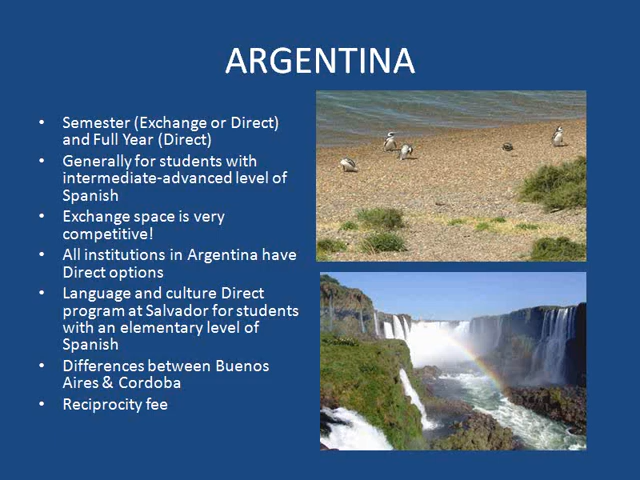 ARGENTINA
• Semester (Exchange or Direct)
and Full Year (Direct)
• Generally for students with
intermediate-advanced level of
Spanish
• Exchange space is very
competitive!
• All institutions in Argentina have
Direct options
• Language and culture Direct
program at Salvador for students
with an elementary level of
Spanish
• Differences between Buenos
Aires & Cordoba
• Reciprocity fee